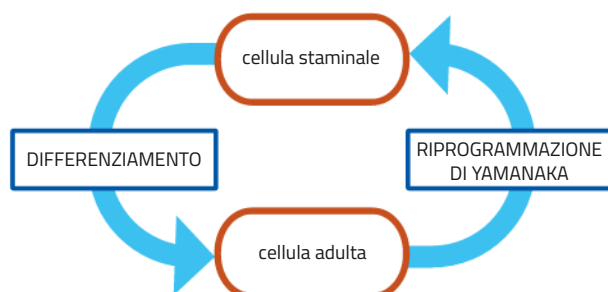 cellula staminale
DIFFERENZIAMENTO
RIPROGRAMMAZIONE
DI YAMANAKA
cellula adulta